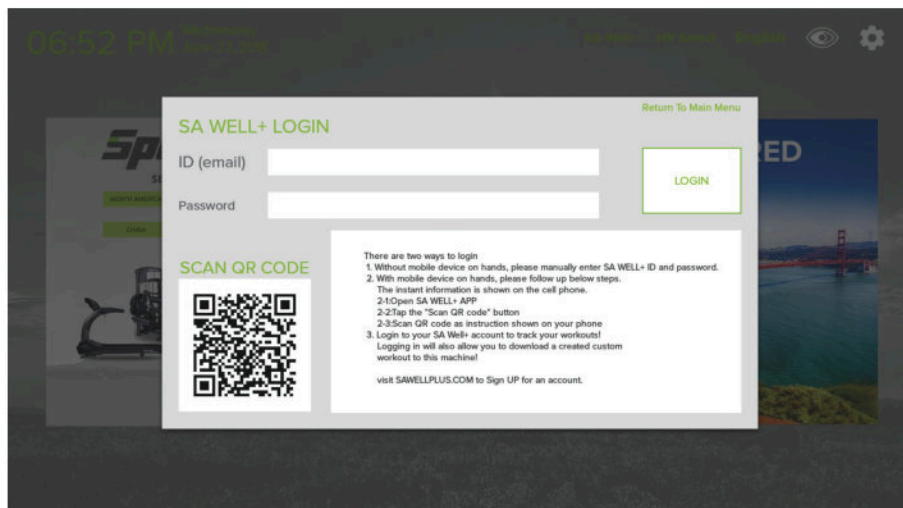 06:52 PM
Return To Main Menu
SA WELL+ LOGIN
ID (email)
LOGIN
Password
SCAN QR CODE
There are two ways to login
1. Without mobile device on hands, please manually enter SA WELL+ ID and password.
2. With mobile device on hands, please follow up below steps.
The instant information is shown on the cell phone.
2-1:Open SA WELL+ APP
2-2:Tap the "Scan QR code" button
2-3:Scan QR code as instruction shown on your phone
3. Login to your SA Well+ account to track your workouts!
Logging in will also allow you to download a created custom
workout to this machine!
visit SAWELLPLUS.COM to Sign UP for an account.